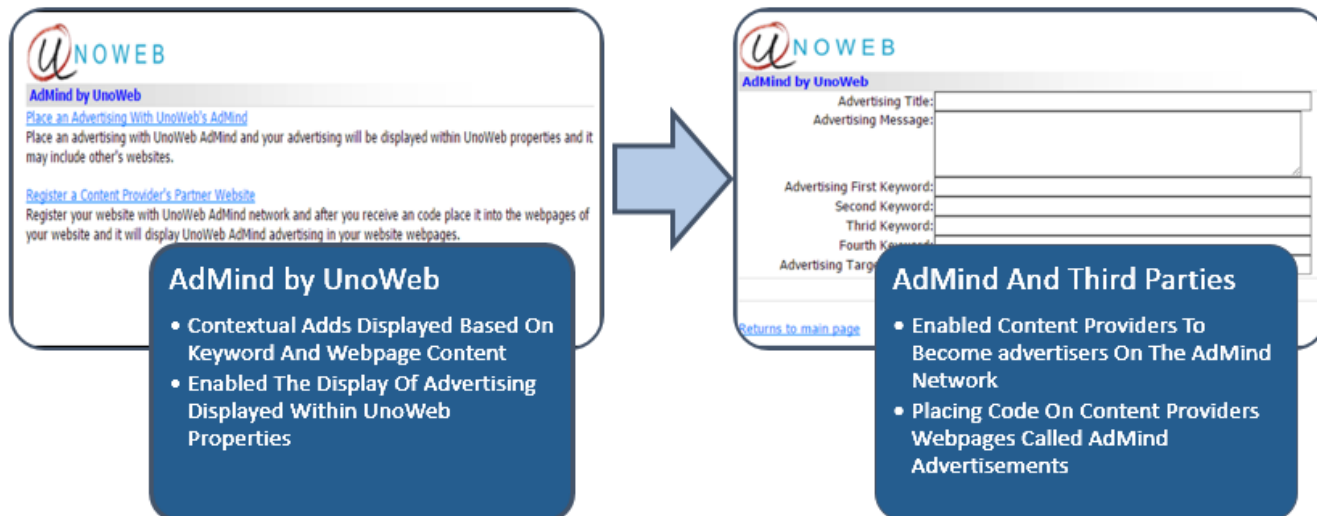 UNOWEB
AdMind by UnoWeb
Place an Advertising With UnoWeb's AdMind
Place an advertising with UnoWeb AdMind and your advertising will be displayed within UnoWeb properties and it
may include other's websites.
Register a Content Provider's Partner Website
Register your website with UnoWeb AdMind network and after you receive an code place it into the webpages of
your website and it will display UnoWeb AdMind advertising in your website webpages.
AdMind by UnoWeb
• Contextual Adds Displayed Based On
Keyword And Webpage Content
• Enabled The Display Of Advertising
Displayed Within UnoWeb
Properties
UNOWEB
AdMind by UnoWeb
Advertising Title:
Advertising Message:
Advertising First Keyword:
Second Keyword:
Thrid Keyword:
Fourth
Advertising
Returns to main page
AdMind And Third Parties
• Enabled Content Providers To
Become advertisers On The AdMind
Network
• Placing Code On Content Providers
Webpages Called AdMind
Advertisements